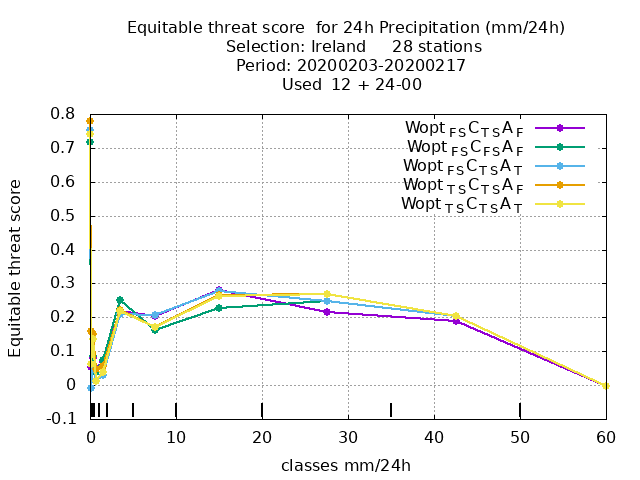 Equitable threat score  for 24h Precipitation (mm/24h)
Selection: Ireland     28 stations
Period: 20200203-20200217
Used  12 + 24-00
Wopt FS C TS A F
Wopt FS C FS A F
Wopt FS C TS A T
Wopt TS C TS A F
Wopt TS C TS A T
Equitable threat score
0.8
0.7
0.6
0.5
0.4
0.3
0.2
0.1
0
-0.1
0 10 20 30 40 50 60
classes mm/24h